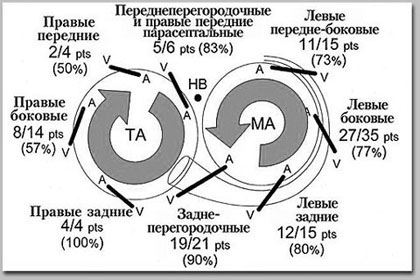 Правые
передние
2/4 pts
(50%)
Переднеперегородочные
и правые передние
парасептальные
5/6 pts (83%)
Левые
передне-боковые
11/15 pts
(73%)
V
V
V
A
A
A
НВ
Правые
боковые
8/14 pts
(57%)
V
A
ТА
МА
A
V
Левые
боковые
27/35 pts
(77%)
A
A
A
V
V
V
Правые задние
4/4 pts
(100%)
Задне-
перегородочные
19/21 pts
(90%)
Левые
задние
12/15 pts
(80%)